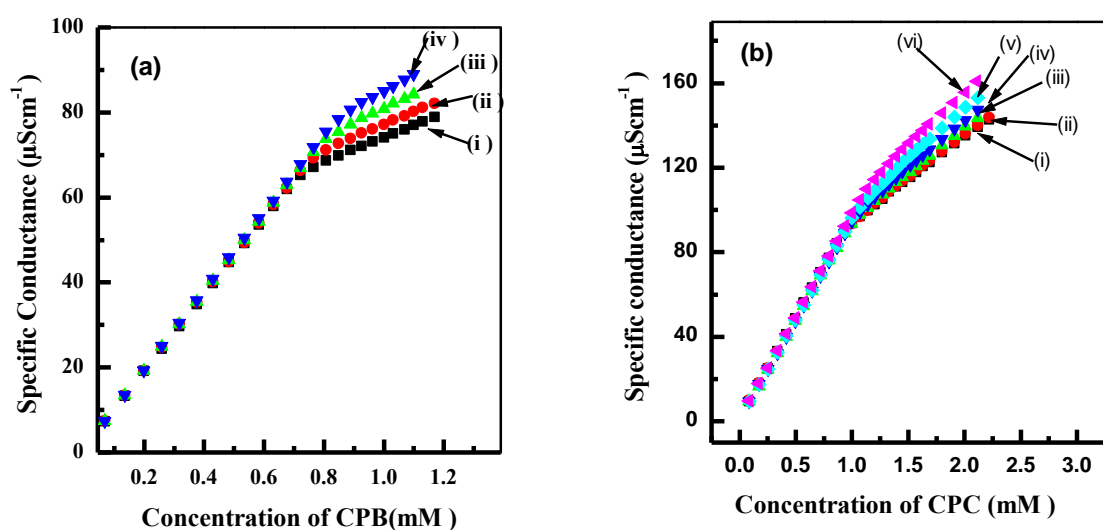 (a)
(iv )
(iii )
(ii )
(i )
100
80
60
40
20
0
0.2 0.4 0.6 0.8 1.0 1.2
Specific Conductance (µScm⁻¹)
Concentration of CPB(mM )
(b)
(vi)
(v)
(iv)
(iii)
(ii)
(i)
160
120
80
40
0
0.0 0.5 1.0 1.5 2.0 2.5 3.0
Specific conductance (µScm⁻¹)
Concentration of CPC (mM )